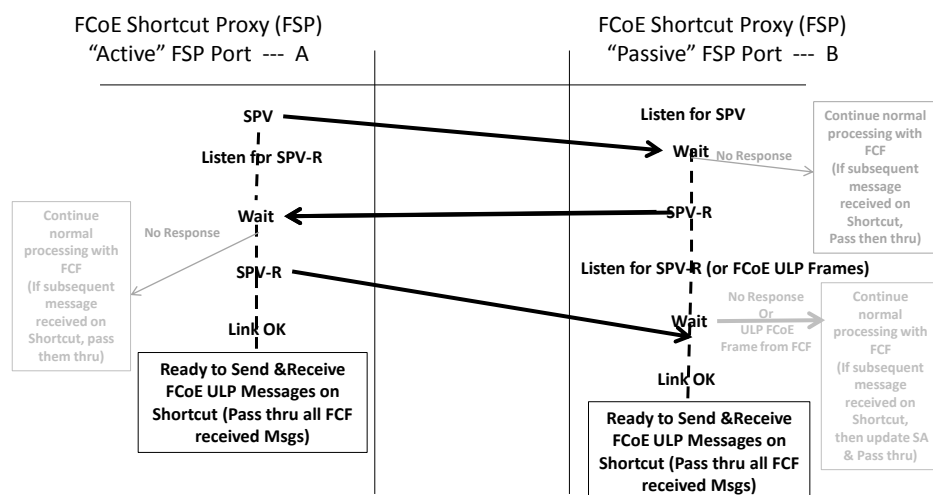 FCoE Shortcut Proxy (FSP)
“Active” FSP Port --- A
FCoE Shortcut Proxy (FSP)
“Passive” FSP Port --- B
SPV
Listen for SPV-R
Wait
No Response
SPV-R
Link OK
Ready to Send &Receive
FCoE ULP Messages on
Shortcut (Pass thru all FCF
received Msgs)
Continue
normal
processing with
FCF
(If subsequent
message
received on
Shortcut, pass
them thru)
Listen for SPV
Wait
No Response
SPV-R
Listen for SPV-R (or FCoE ULP Frames)
Wait
No Response
Or
ULP FCoE
Frame from FCF
Link OK
Ready to Send &Receive
FCoE ULP Messages on
Shortcut (Pass thru all FCF
received Msgs)
Continue normal
processing with
FCF
(If subsequent
message
received on
Shortcut,
Pass then thru)
Continue
normal
processing with
FCF
(If subsequent
message
received on
Shortcut,
then update SA
& Pass thru)